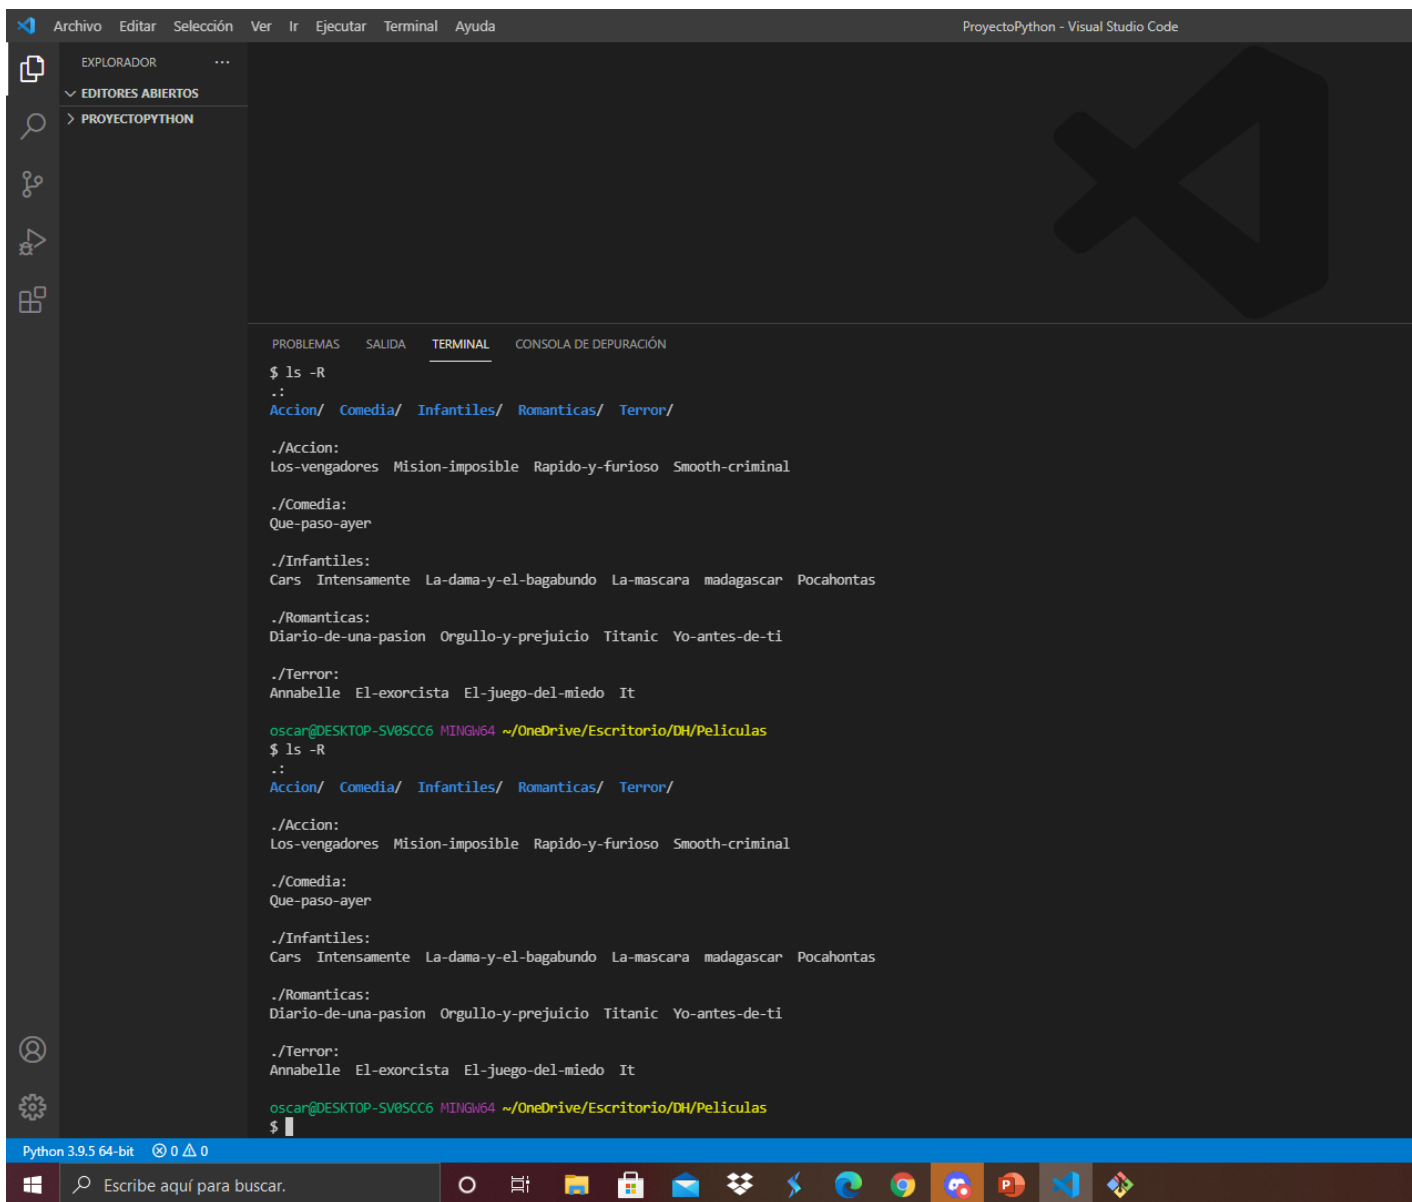 Archivo Editar Selección Ver Ir Ejecutar Terminal Ayuda
ProyectoPython - Visual Studio Code
EXPLORADOR ...
EDITORES ABIERTOS
PROYECTOPYTHON
PROBLEMAS SALIDA TERMINAL CONSOLA DE DEPURACIÓN
$ ls -R
.:
Accion/ Comedia/ Infantiles/ Romanticas/ Terror/
./Accion:
Los-vengadores Mision-imposible Rapido-y-furioso Smooth-criminal
./Comedia:
Que-paso-ayer
./Infantiles:
Cars Intensamente La-dama-y-el-bagabundo La-mascara madagascar Pocahontas
./Romanticas:
Diario-de-una-pasion Orgullo-y-prejuicio Titanic Yo-antes-de-ti
./Terror:
Annabelle El-exorcista El-juego-del-miedo It
oscar@DESKTOP-SV0SCC6 MINGW64 ~/OneDrive/Escritorio/DH/Peliculas
$ ls -R
.:
Accion/ Comedia/ Infantiles/ Romanticas/ Terror/
./Accion:
Los-vengadores Mision-imposible Rapido-y-furioso Smooth-criminal
./Comedia:
Que-paso-ayer
./Infantiles:
Cars Intensamente La-dama-y-el-bagabundo La-mascara madagascar Pocahontas
./Romanticas:
Diario-de-una-pasion Orgullo-y-prejuicio Titanic Yo-antes-de-ti
./Terror:
Annabelle El-exorcista El-juego-del-miedo It
oscar@DESKTOP-SV0SCC6 MINGW64 ~/OneDrive/Escritorio/DH/Peliculas
$
Python 3.9.5 64-bit 0 0
Escribe aquí para buscar.